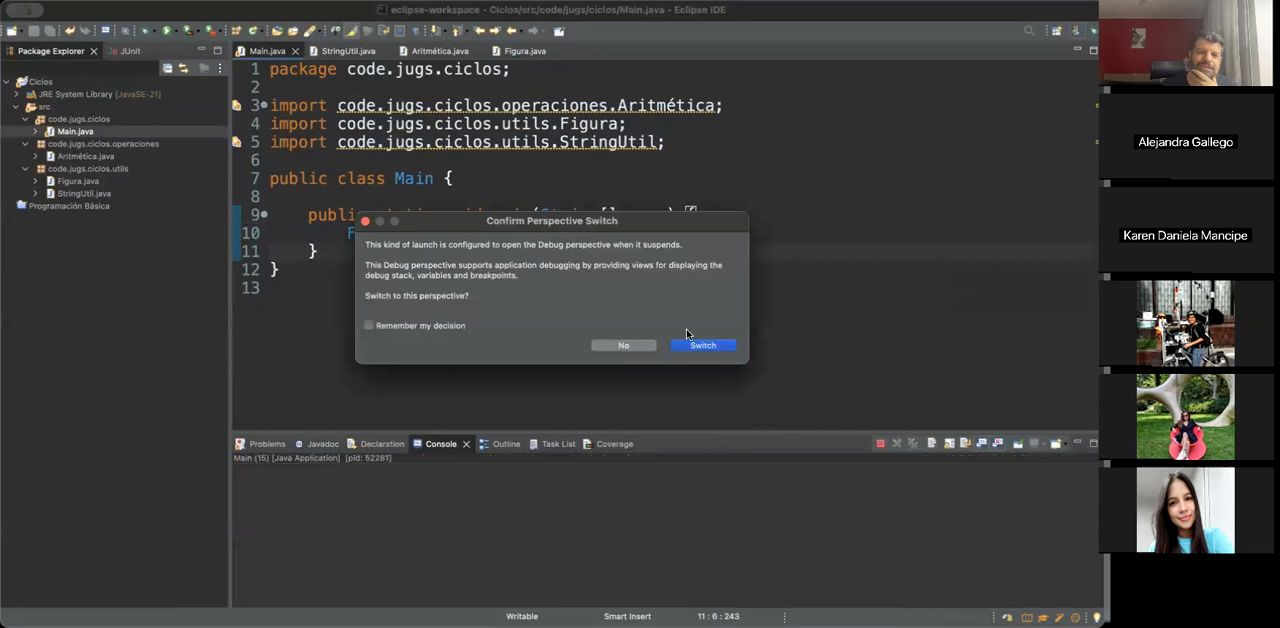 eclipse-workspace - Ciclos/src/code/jugs/ciclos/Main.java - Eclipse IDE
Package Explorer
JUnit
Main.java
StringUtil.java
Aritmética.java
Figura.java
Ciclos
JRE System Library [JavaSE-21]
src
code.jugs.ciclos
Main.java
code.jugs.ciclos.operaciones
Aritmética.java
code.jugs.ciclos.utils
Figura.java
StringUtil.java
Programación Básica
1 package code.jugs.ciclos;
2
3 import code.jugs.ciclos.operaciones.Aritmética;
4 import code.jugs.ciclos.utils.Figura;
5 import code.jugs.ciclos.utils.StringUtil;
6
7 public class Main {
8
9 public
10 F
11 }
12 }
13
Confirm Perspective Switch
This kind of launch is configured to open the Debug perspective when it suspends.
This Debug perspective supports application debugging by providing views for displaying the
debug stack, variables and breakpoints.
Switch to this perspective?
Remember my decision
No
Switch
Problems
Javadoc
Declaration
Console
Outline
Task List
Coverage
Main (15) [Java Application] [pid: 52281]
Writable
Smart Insert
11 : 6 : 243
Alejandra Gallego
Karen Daniela Mancipe